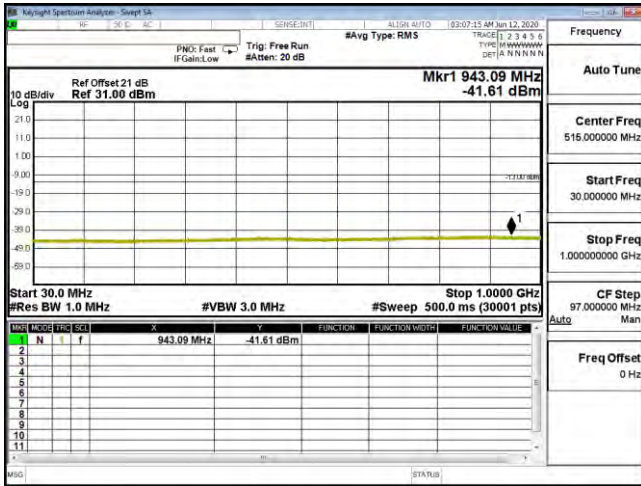 Keysight Spectrum Analyzer - Swept SA
RF 50 Ω AC SENSE:INT ALIGN AUTO 03:07:15 AM Jun 12, 2020
#Avg Type: RMS TRACE 1 2 3 4 5 6
PNO: Fast Trig: Free Run TYPE M WWWWW
IFGain:Low #Atten: 20 dB DET A N N N N N
Frequency
Mkr1 943.09 MHz
Ref Offset 21 dB
10 dB/div Ref 31.00 dBm -41.61 dBm
Log
21.0
11.0
1.00
-9.00
-13.00 dBm
-19.0
-29.0
-39.0
1
-49.0
-59.0
Start 30.0 MHz Stop 1.0000 GHz
#Res BW 1.0 MHz #VBW 3.0 MHz #Sweep 500.0 ms (30001 pts)
MKR MODE TRC SCL X Y FUNCTION FUNCTION WIDTH FUNCTION VALUE
1 N 1 f 943.09 MHz -41.61 dBm
2
3
4
5
6
7
8
9
10
11
MSG STATUS
Auto Tune
Center Freq
515.000000 MHz
Start Freq
30.000000 MHz
Stop Freq
1.000000000 GHz
CF Step
97.000000 MHz
Auto Man
Freq Offset
0 Hz